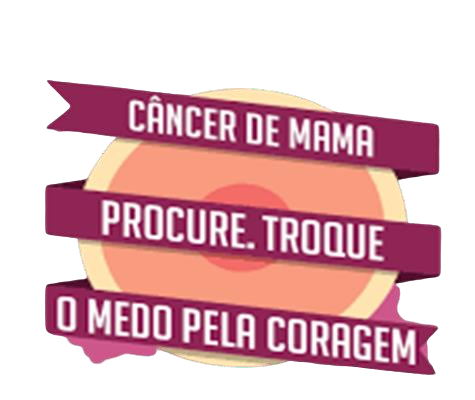 CÂNCER DE MAMA
PROCURE. TROQUE
O MEDO PELA CORAGEM